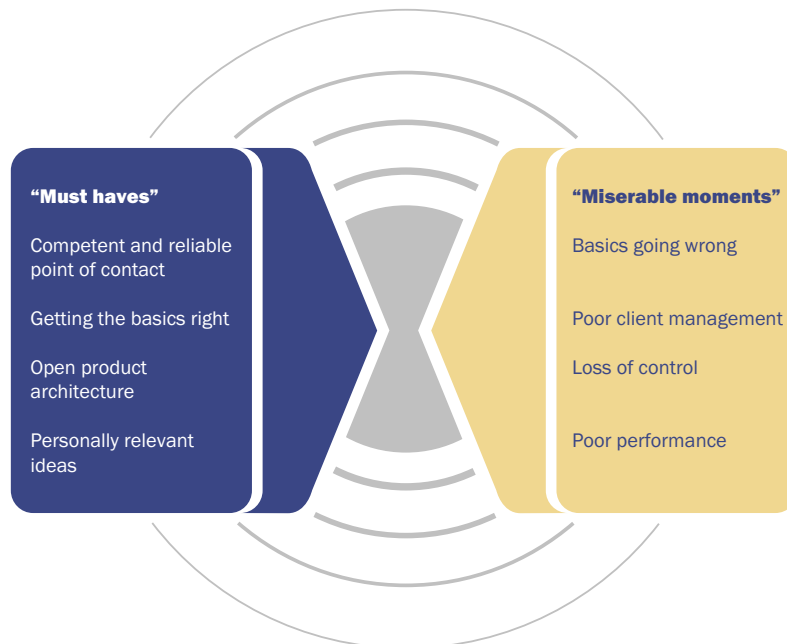 “Must haves”
Competent and reliable
point of contact
Getting the basics right
Open product
architecture
Personally relevant
ideas
“Miserable moments”
Basics going wrong
Poor client management
Loss of control
Poor performance